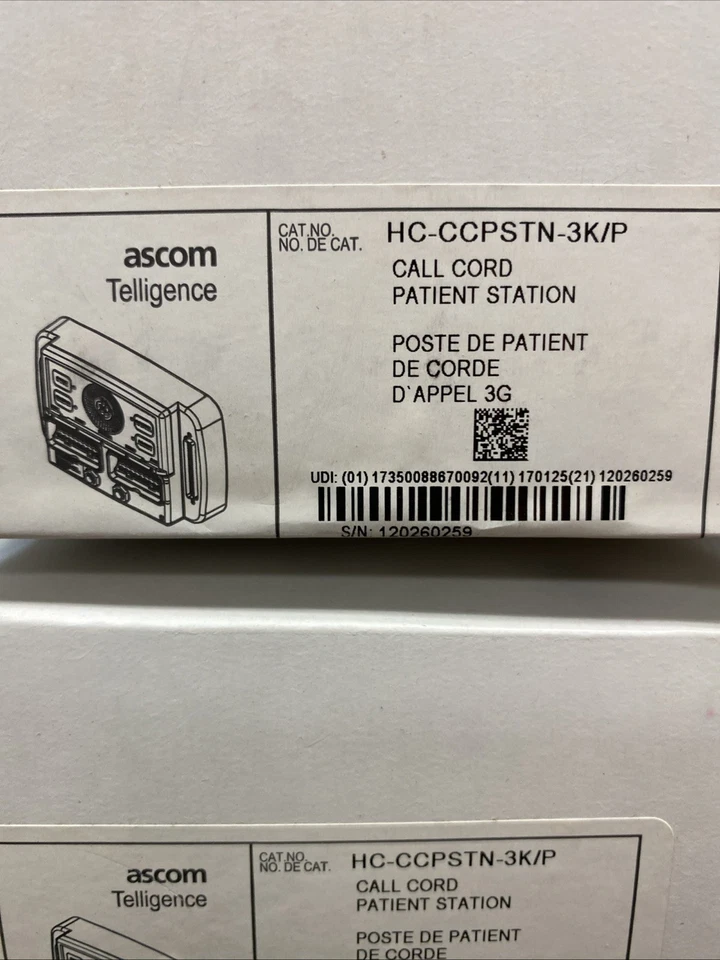 ascom
Telligence
CAT.NO.
NO. DE CAT.
HC-CCPSTN-3K/P
CALL CORD
PATIENT STATION
POSTE DE PATIENT
DE CORDE
D`APPEL 3G
UDI: (01) 17350088670092(11) 170125(21) 120260259
S/N: 120260259
ascom
Telligence
CAT.NO.
NO. DE CAT.
HC-CCPSTN-3K/P
CALL CORD
PATIENT STATION
POSTE DE PATIENT
DE CORDE